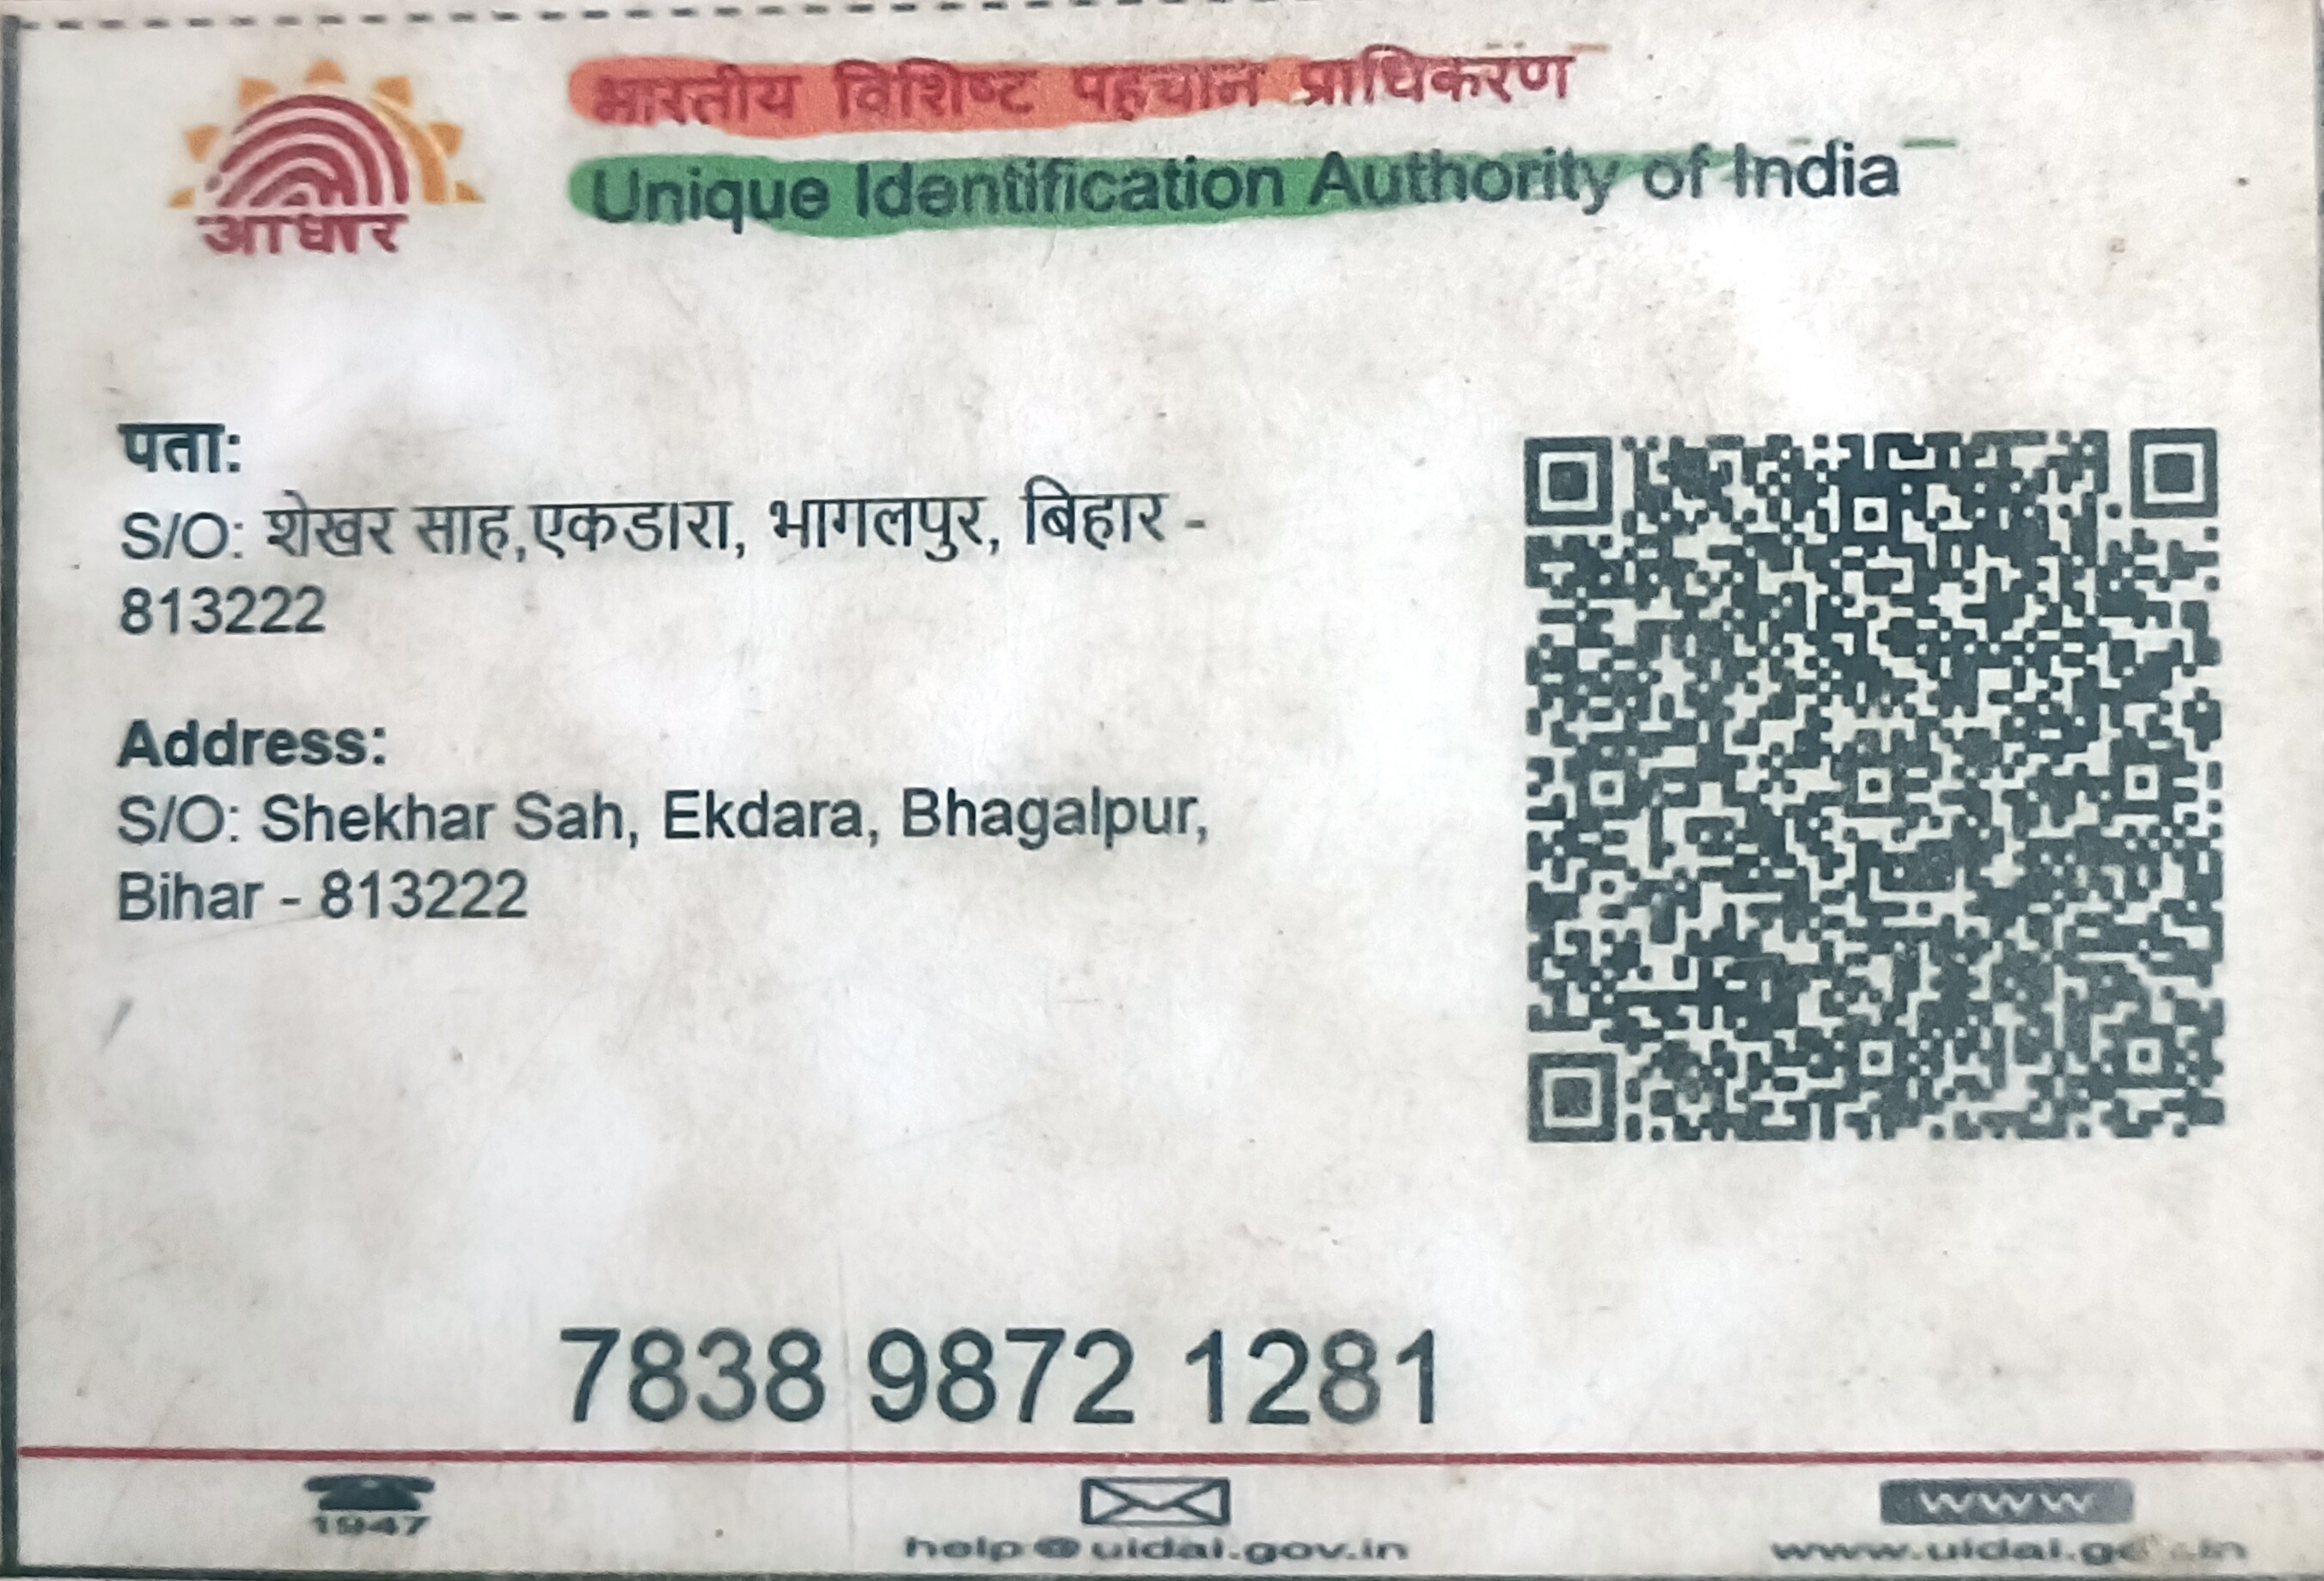 भारतीय विशिष्ट पहचान प्राधिकरण
Unique Identification Authority of India
आधार
पता:
S/O: शेखर साह,एकडारा, भागलपुर, बिहार -
813222
Address:
S/O: Shekhar Sah, Ekdara, Bhagalpur,
Bihar - 813222
7838 9872 1281
1947
help@uidai.gov.in
www